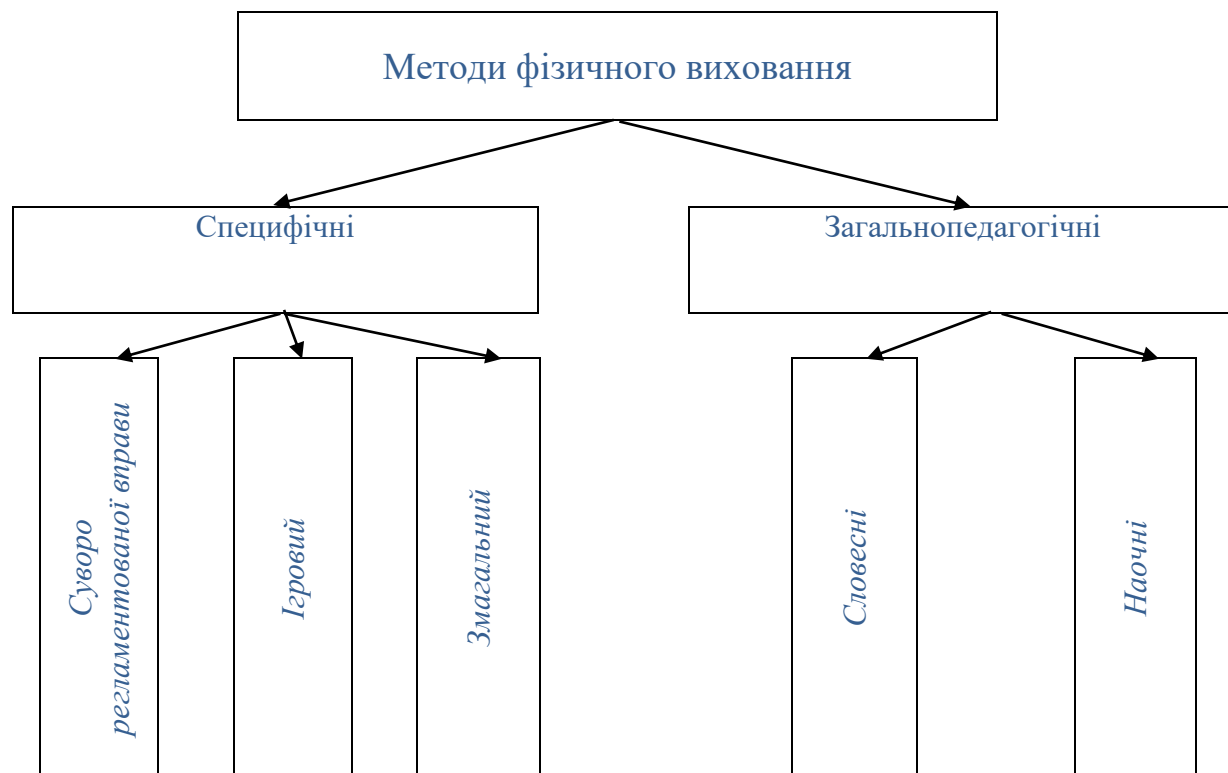 Методи фізичного виховання
Специфічні
Загальнопедагогічні
Суворо
регламентованої вправи
Ігровий
Змагальний
Словесні
Наочні